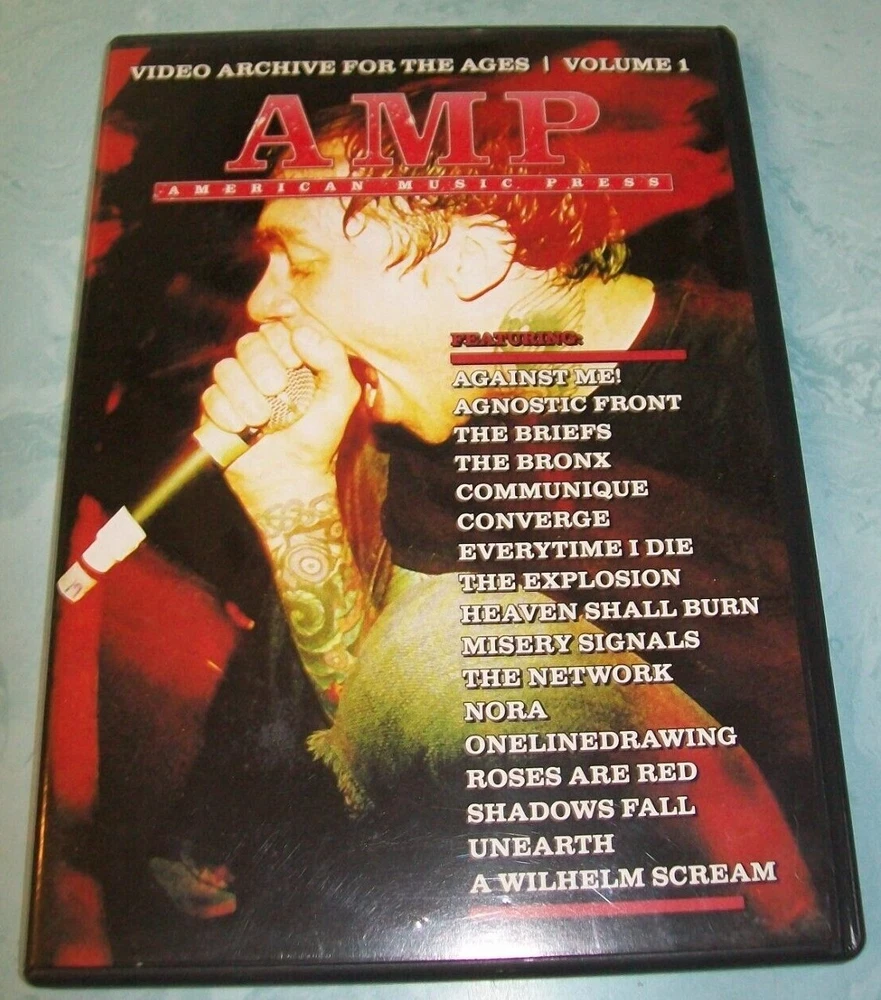 VIDEO ARCHIVE FOR THE AGES | VOLUME 1
AMP
AMERICAN MUSIC PRESS
FEATURING:
AGAINST ME!
AGNOSTIC FRONT
THE BRIEFS
THE BRONX
COMMUNIQUE
CONVERGE
EVERYTIME I DIE
THE EXPLOSION
HEAVEN SHALL BURN
MISERY SIGNALS
THE NETWORK
NORA
ONELINEDRAWING
ROSES ARE RED
SHADOWS FALL
UNEARTH
A WILHELM SCREAM